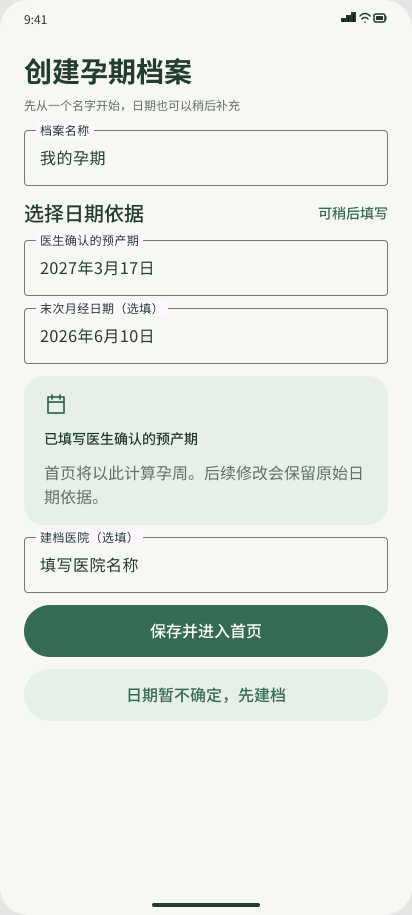 9:41
创建孕期档案
先从一个名字开始，日期也可以稍后补充
档案名称
我的孕期
选择日期依据
可稍后填写
医生确认的预产期
2027年3月17日
末次月经日期（选填）
2026年6月10日
已填写医生确认的预产期
首页将以此计算孕周。后续修改会保留原始日
期依据。
建档医院（选填）
填写医院名称
保存并进入首页
日期暂不确定，先建档